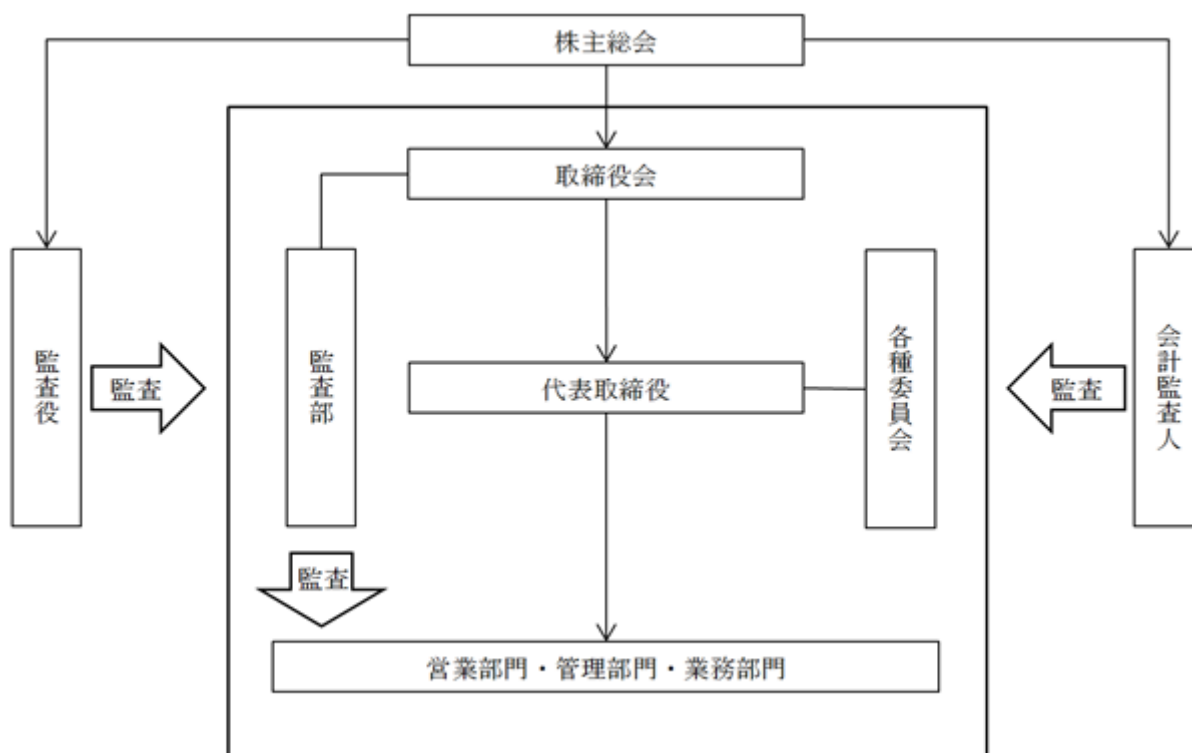 株主総会
取締役会
監査役
監査
監査部
代表取締役
各種委員会
監査
会計監査人
監査
営業部門・管理部門・業務部門